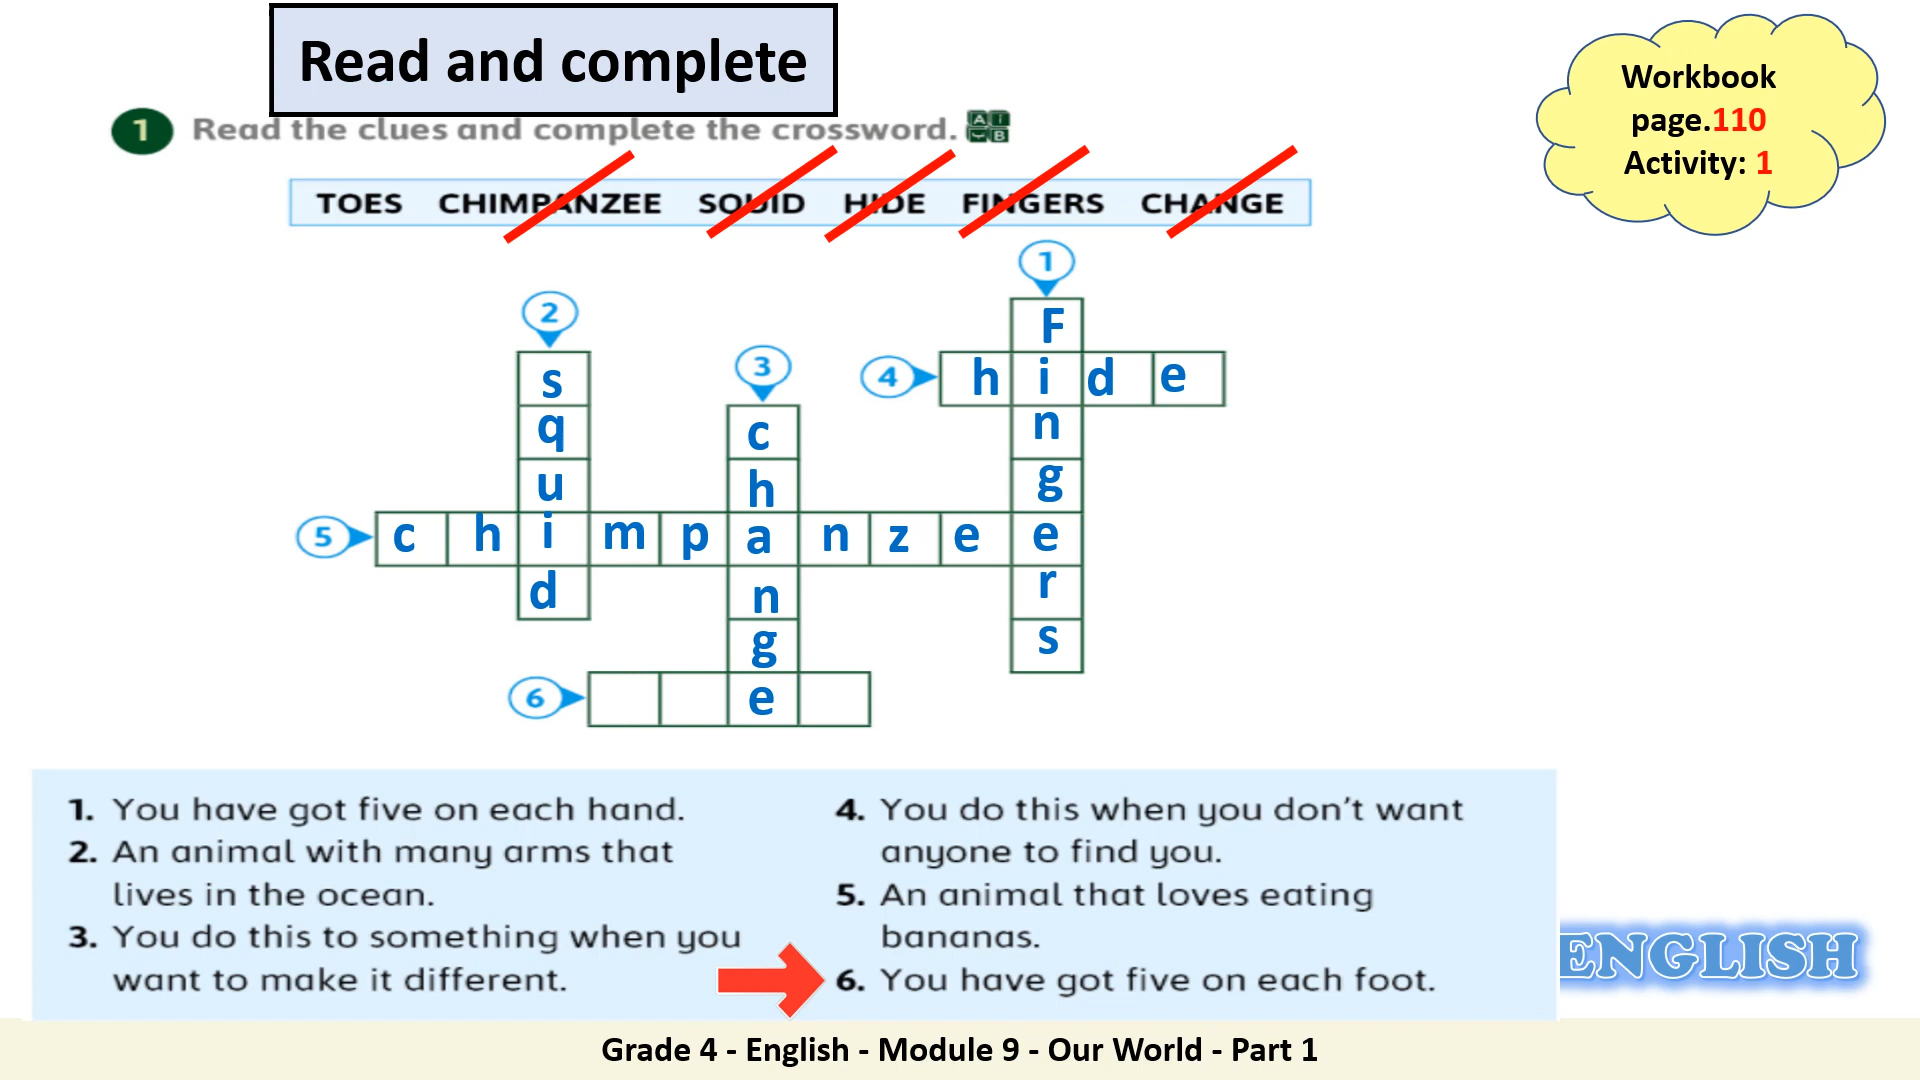 Read and complete
Workbook
page.110
Activity: 1
1 Read the clues and complete the crossword. A i B
TOES CHIMPANZEE SQUID HIDE FINGERS CHANGE
1
2
F
3
4 h i d e
s
c
n
q
h
g
u
5 c h i m p a n z e e
d
n
r
g
s
6 e
1. You have got five on each hand.
2. An animal with many arms that
lives in the ocean.
3. You do this to something when you
want to make it different.
4. You do this when you don't want
anyone to find you.
5. An animal that loves eating
bananas.
6. You have got five on each foot.
ENGLISH
Grade 4 - English - Module 9 - Our World - Part 1